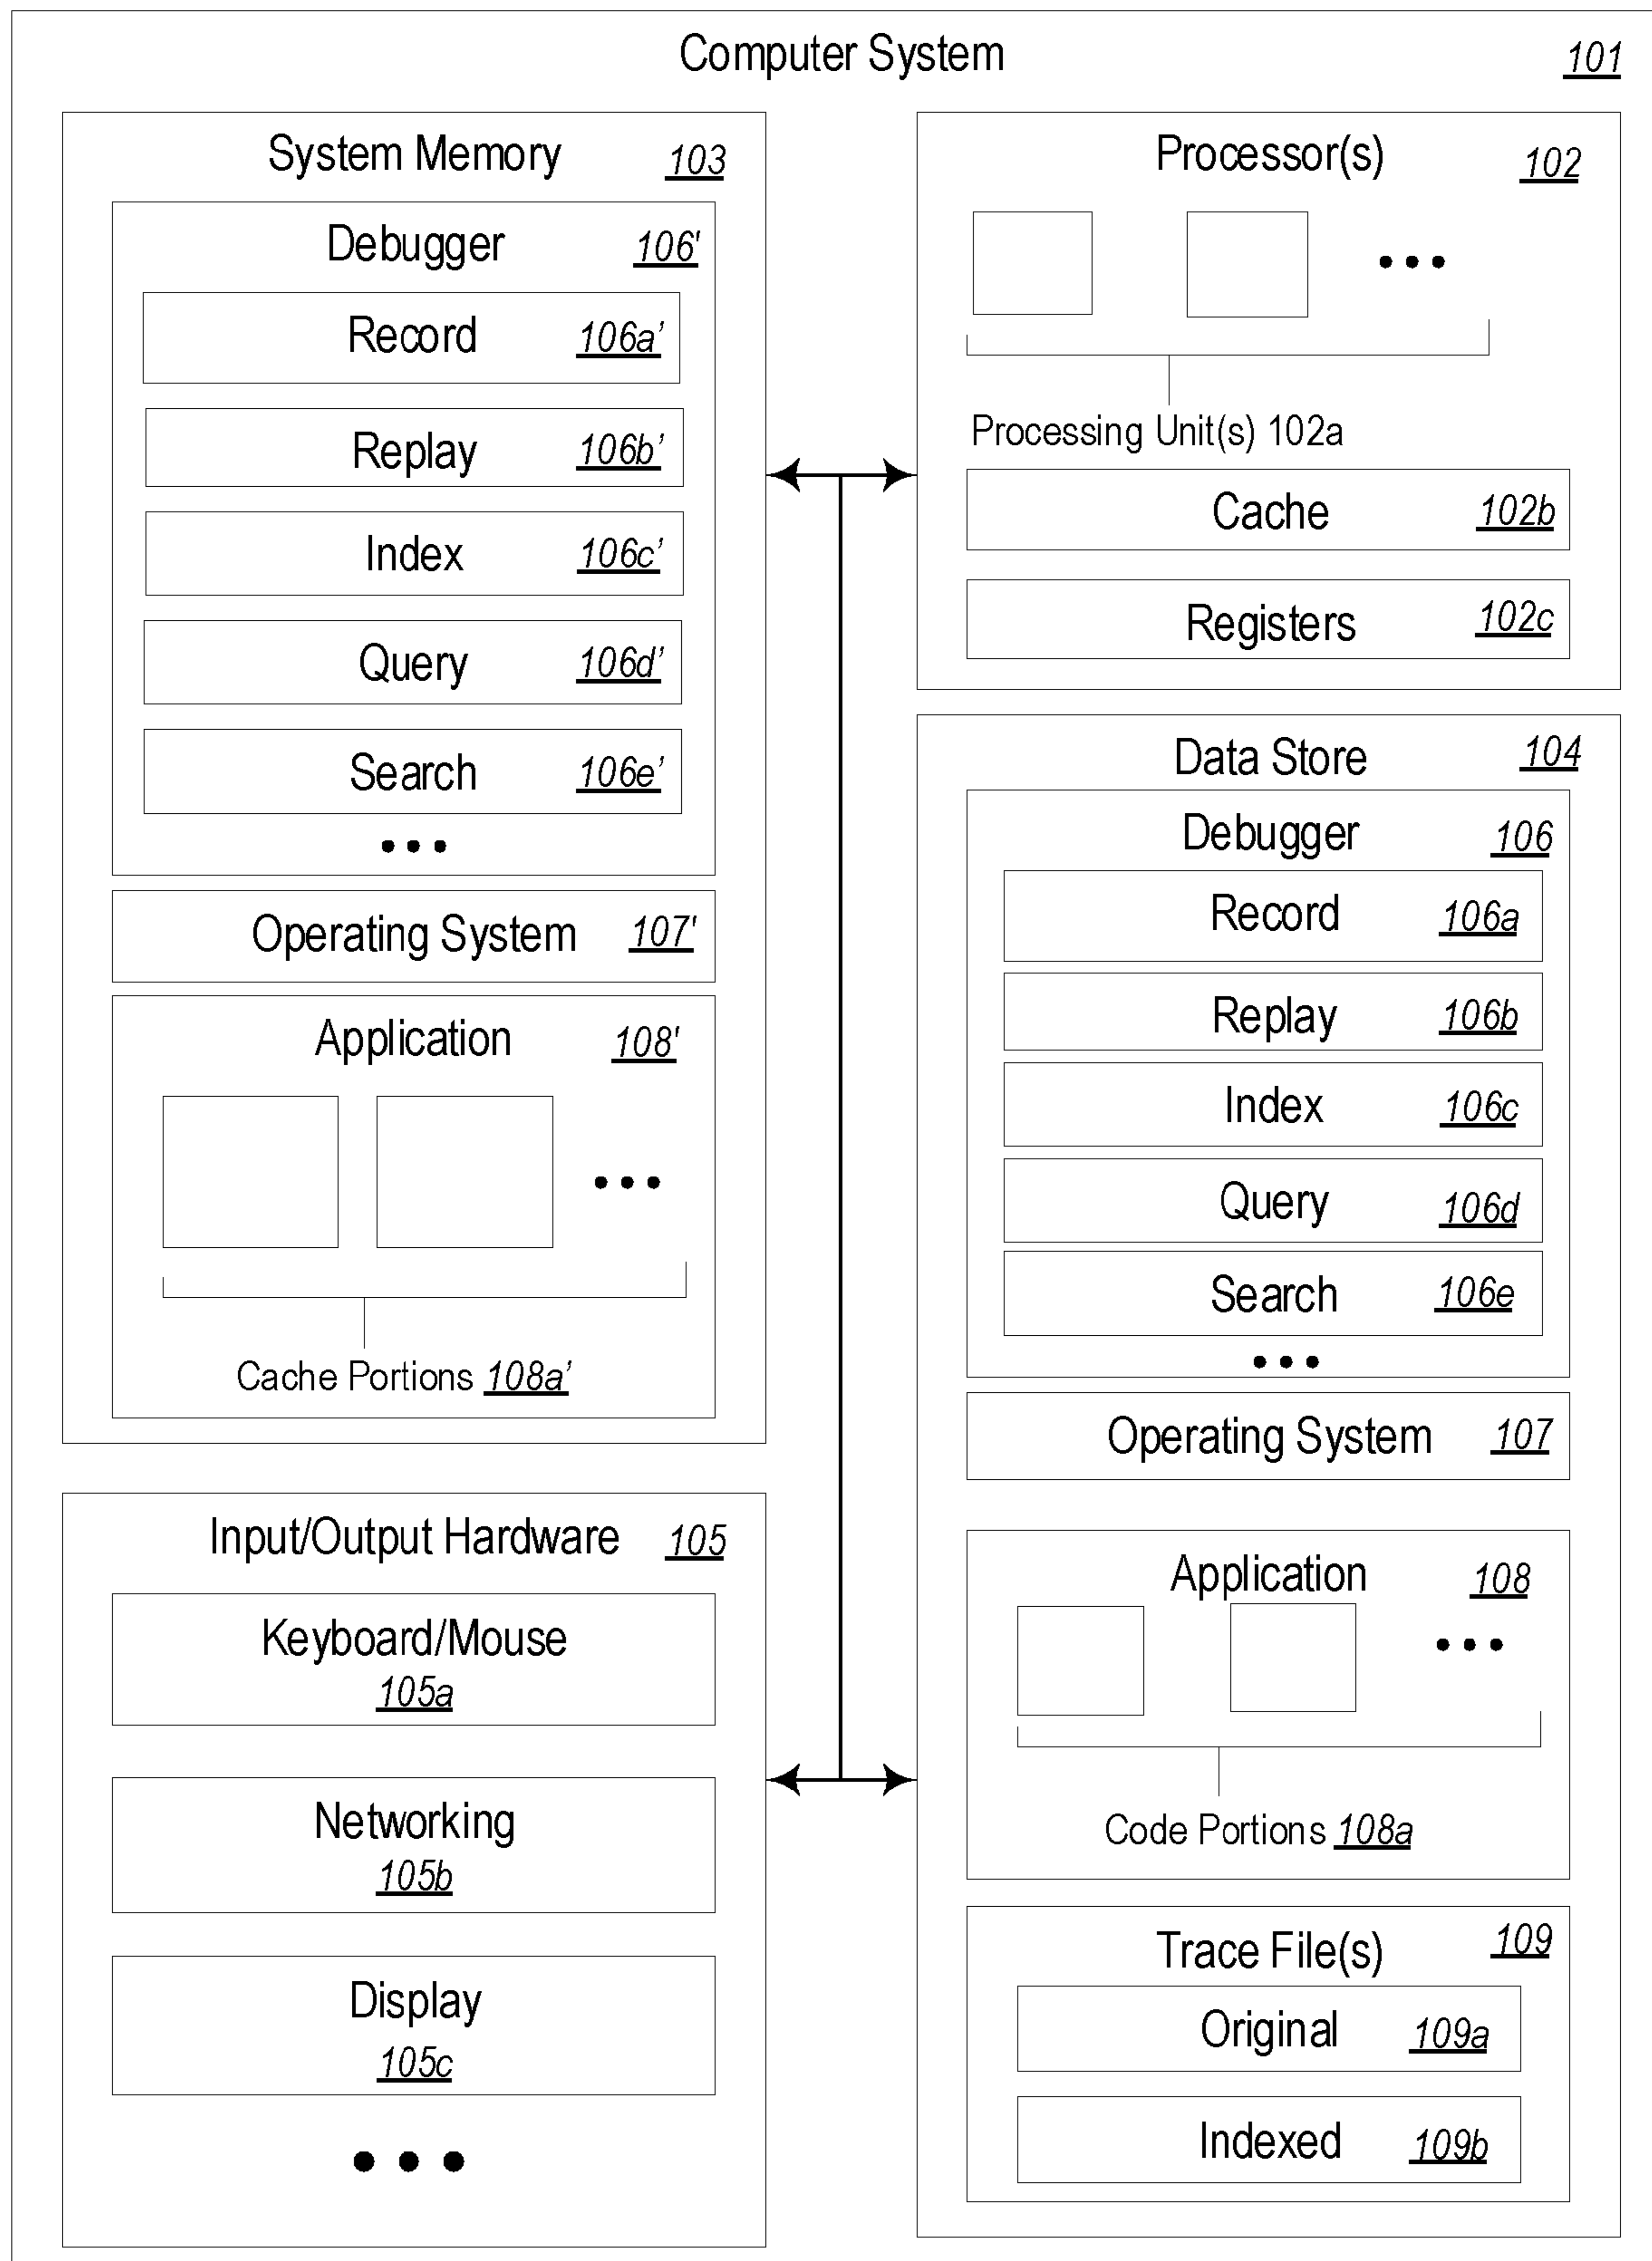 Computer System 101
System Memory 103
Debugger 106'
Record 106a’
Replay 106b’
Index 106c’
Query 106d’
Search 106e’
Operating System 107'
Application 108'
Cache Portions 108a’
Input/Output Hardware 105
Keyboard/Mouse
105a
Networking
105b
Display
105c
Processor(s) 102
Processing Unit(s) 102a
Cache 102b
Registers 102c
Data Store 104
Debugger 106
Record 106a
Replay 106b
Index 106c
Query 106d
Search 106e
Operating System 107
Application 108
Code Portions 108a
Trace File(s) 109
Original 109a
Indexed 109b